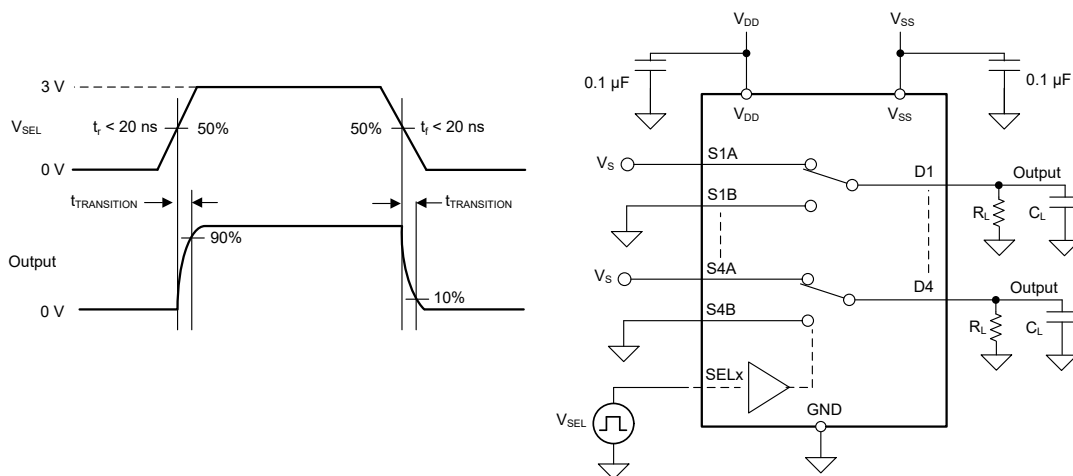 3 V
V_SEL
t_r < 20 ns
50%
50%
t_f < 20 ns
0 V
t_TRANSITION
t_TRANSITION
90%
Output
10%
0 V
V_DD
V_SS
0.1 µF
0.1 µF
V_DD
V_SS
V_S
S1A
D1
Output
S1B
R_L
C_L
V_S
S4A
D4
Output
S4B
R_L
C_L
SELx
V_SEL
GND